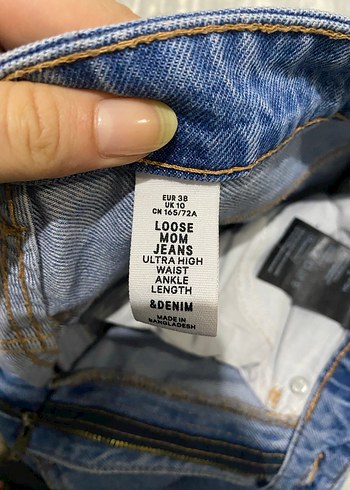 EUR 38
UK 10
CN 165/72A
LOOSE
MOM
JEANS
ULTRA HIGH
WAIST
ANKLE
LENGTH
&DENIM
MADE IN
BANGLADESH